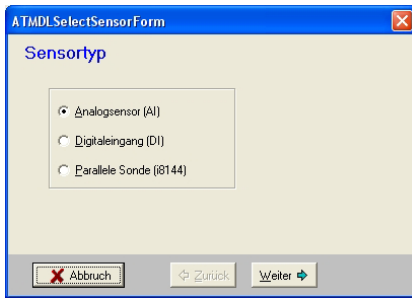 ATMDLSelectSensorForm
Sensortyp
Analogsensor (AI)
Digitaleingang (DI)
Parallele Sonde (i8144)
Abbruch Zurück Weiter